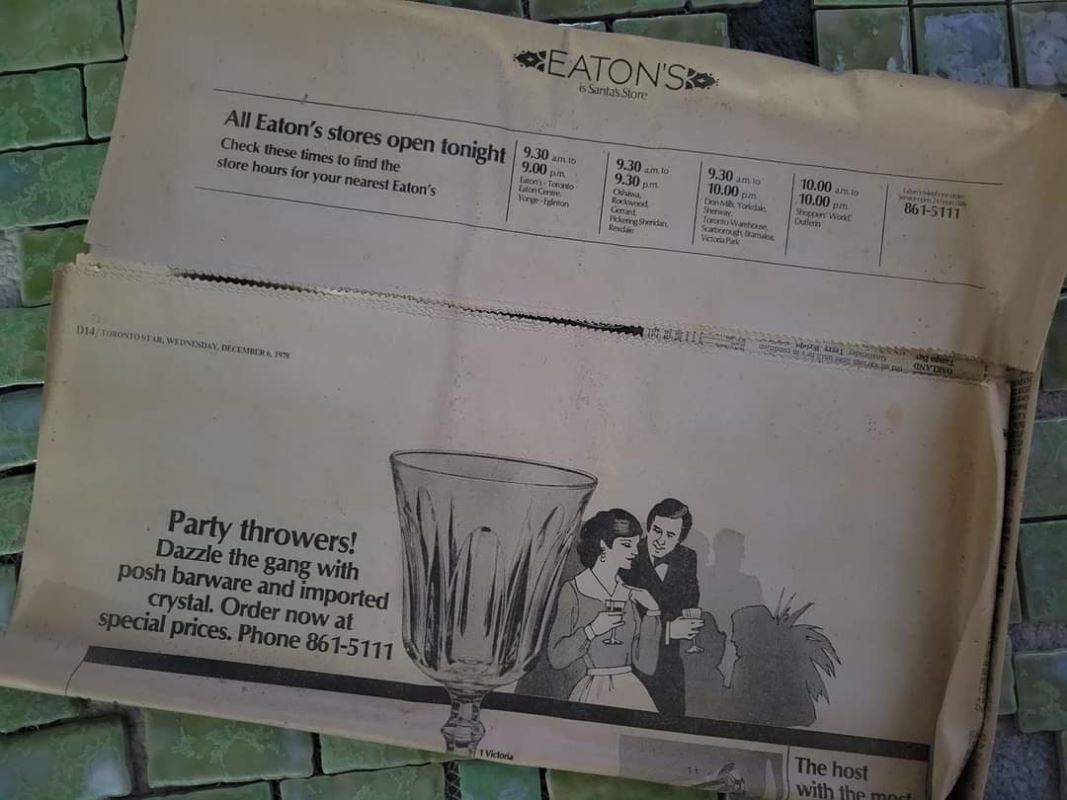 EATON'S
is Santa's Store
All Eaton's stores open tonight
Check these times to find the
store hours for your nearest Eaton's
9.30 a.m. to
9.00 p.m.
Eaton's - Toronto
Eaton Centre,
Yonge - Eglinton
9.30 a.m. to
9.30 p.m.
Oshawa,
Rockwood,
Gerrard,
Pickering Sheridan,
Rexdale
9.30 a.m. to
10.00 p.m.
Don Mills, Yorkdale,
Sherway,
Toronto Warehouse,
Scarborough, Bramalea,
Victoria Park
10.00 a.m. to
10.00 p.m.
Shoppers' World,
Dufferin
861-5111
D14/TORONTO STAR, WEDNESDAY, DECEMBER 6, 1978
OAKLAND
Party throwers!
Dazzle the gang with
posh barware and imported
crystal. Order now at
special prices. Phone 861-5111
1 Victoria
The host
with the most